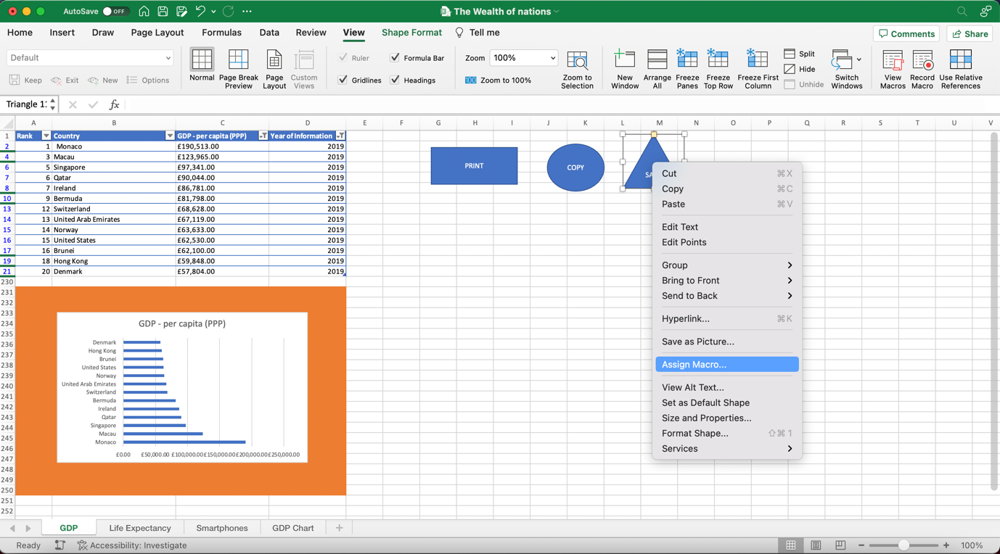 AutoSave OFF The Wealth of nations
Home Insert Draw Page Layout Formulas Data Review View Shape Format Tell me Comments Share
Default
Keep Exit New Options
Normal
Page Break Preview
Page Layout
Custom Views
Ruler Formula Bar
Gridlines Headings
Zoom 100%
100 Zoom to 100%
Zoom to Selection
New Window
Arrange All
Freeze Panes
Freeze Top Row
Freeze First Column
Split
Hide
Unhide
Switch Windows
View Macros
Record Macro
Use Relative References
Triangle 1 fx
A B C D E F G H I J K L M N O P Q R S T U V
1 Rank Country GDP - per capita (PPP) Year of Information
2 1 Monaco £190,513.00 2019
4 3 Macau £123,965.00 2019
6 5 Singapore £97,341.00 2019
7 6 Qatar £90,044.00 2019
8 7 Ireland £86,781.00 2019
10 9 Bermuda £81,798.00 2019
13 12 Switzerland £68,628.00 2019
14 13 United Arab Emirates £67,119.00 2019
15 14 Norway £63,633.00 2019
16 15 United States £62,530.00 2019
17 16 Brunei £62,100.00 2019
19 18 Hong Kong £59,848.00 2019
21 20 Denmark £57,804.00 2019
230
231
232
233
234
235
236
237
238
239
240
241
242
243
244
245
246
247
248
249
250
251
252
GDP - per capita (PPP)
Denmark
Hong Kong
Brunei
United States
Norway
United Arab Emirates
Switzerland
Bermuda
Ireland
Qatar
Singapore
Macau
Monaco
£0.00 £50,000.00 £100,000.00 £150,000.00 £200,000.00 £250,000.00
PRINT
COPY
SA
Cut ⌘X
Copy ⌘C
Paste ⌘V
Edit Text
Edit Points
Group
Bring to Front
Send to Back
Hyperlink... ⌘K
Save as Picture...
Assign Macro...
View Alt Text...
Set as Default Shape
Size and Properties...
Format Shape... ⇧⌘1
Services
GDP Life Expectancy Smartphones GDP Chart
Ready Accessibility: Investigate 100%